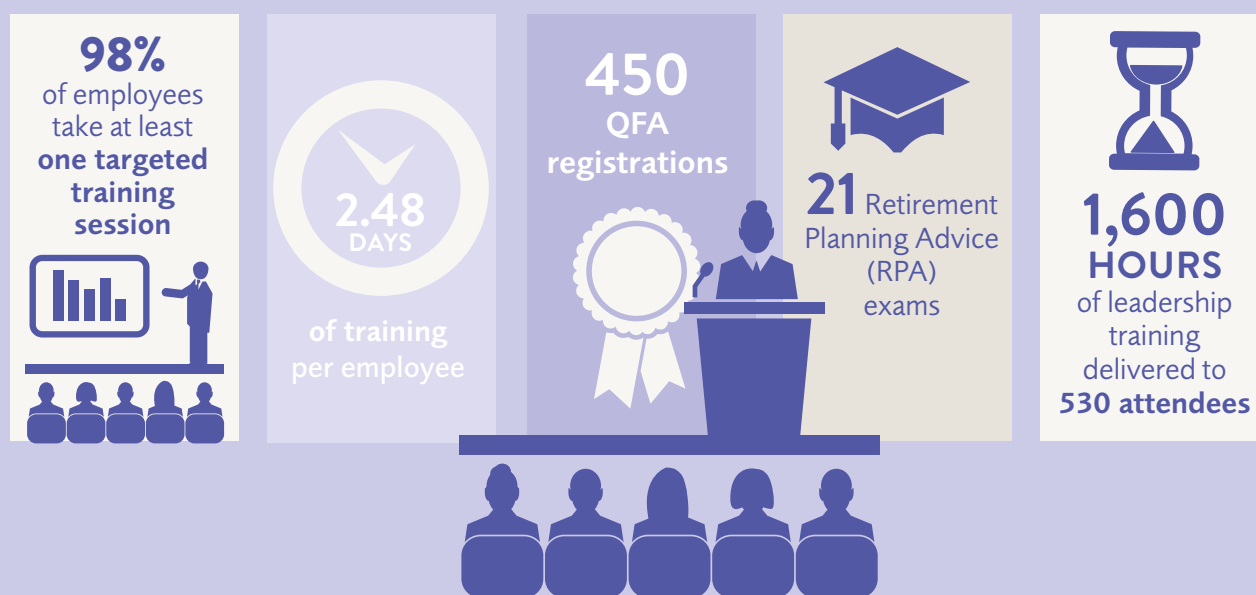 98%
of employees
take at least
one targeted
training
session
2.48
DAYS
of training
per employee
450
QFA
registrations
21 Retirement
Planning Advice
(RPA)
exams
1,600
HOURS
of leadership
training
delivered to
530 attendees